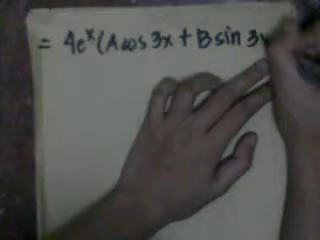 = 4e^x (A cos 3x + B sin 3